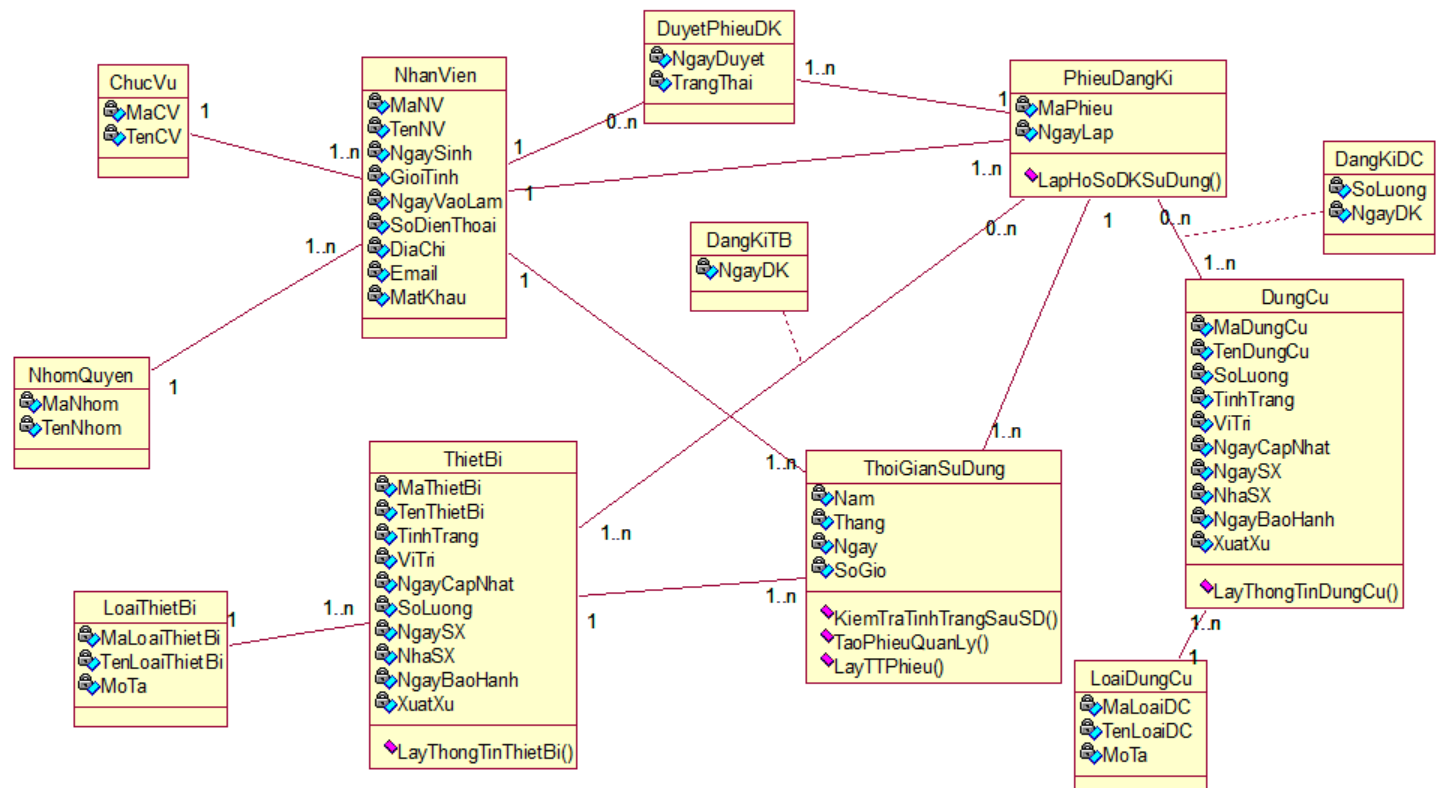 DuyetPhieuDK
NgayDuyet
TrangThai
ChucVu
MaCV
TenCV
NhanVien
MaNV
TenNV
NgaySinh
GioiTinh
NgayVaoLam
SoDienThoai
DiaChi
Email
MatKhau
PhieuDangKi
MaPhieu
NgayLap
LapHoSoDKSuDung()
DangKiDC
SoLuong
NgayDK
DangKiTB
NgayDK
DungCu
MaDungCu
TenDungCu
SoLuong
TinhTrang
ViTri
NgayCapNhat
NgaySX
NhaSX
NgayBaoHanh
XuatXu
LayThongTinDungCu()
NhomQuyen
MaNhom
TenNhom
ThietBi
MaThietBi
TenThietBi
TinhTrang
ViTri
NgayCapNhat
SoLuong
NgaySX
NhaSX
NgayBaoHanh
XuatXu
LayThongTinThietBi()
ThoiGianSuDung
Nam
Thang
Ngay
SoGio
KiemTraTinhTrangSauSD()
TaoPhieuQuanLy()
LayTTPhieu()
LoaiThietBi
MaLoaiThietBi
TenLoaiThietBi
MoTa
LoaiDungCu
MaLoaiDC
TenLoaiDC
MoTa
1
1..n
1
0..n
1..n
1
1
1..n
1..n
1
1
1..n
0..n
1..n
1
1..n
0..n
1..n
1
1..n
1
1..n
1..n
1